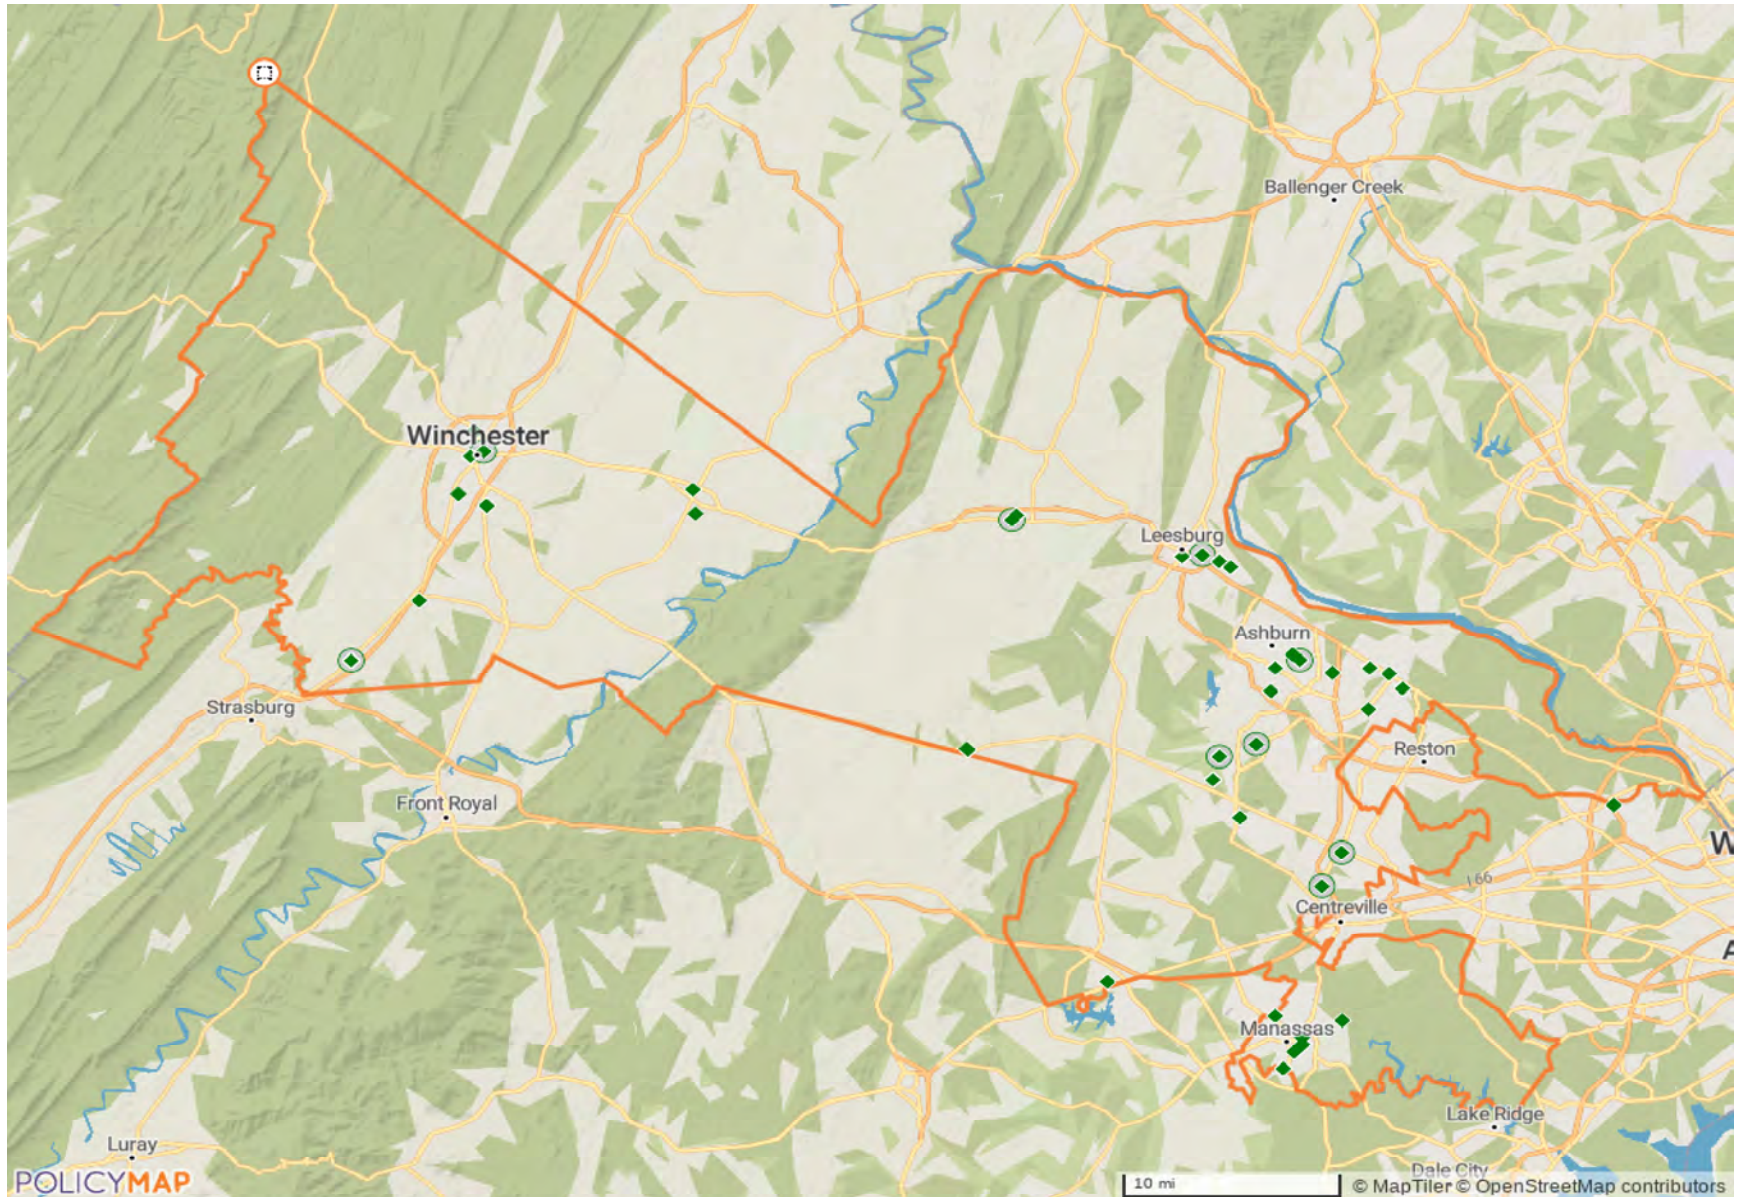 Ballenger Creek
Winchester
Leesburg
Ashburn
Strasburg
Reston
Front Royal
I 66
W
Centreville
A
Manassas
Lake Ridge
Luray
Dale City
POLICYMAP
10 mi
© MapTiler © OpenStreetMap contributors